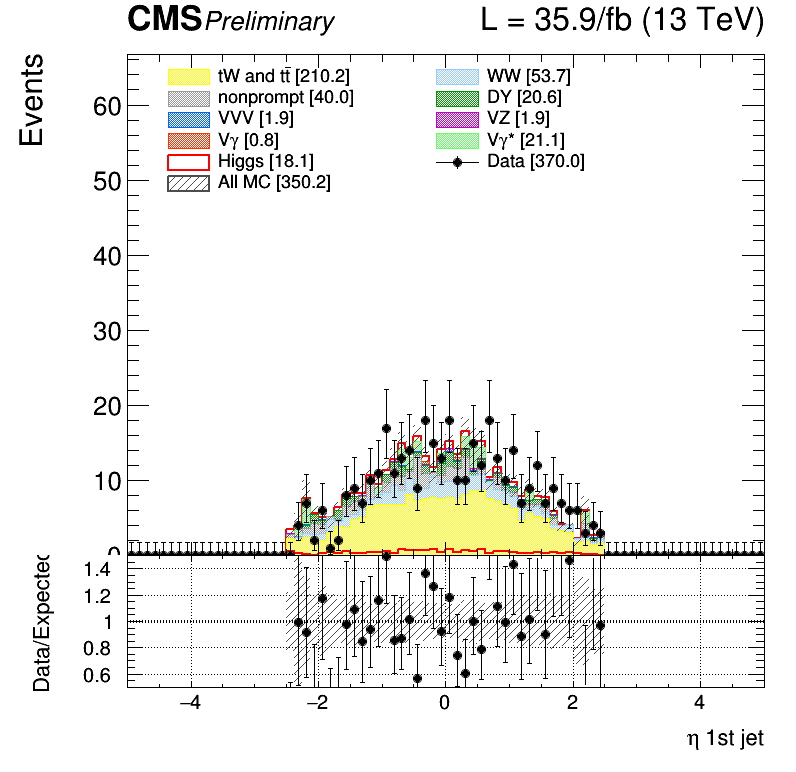 CMS Preliminary L = 35.9/fb (13 TeV)
Events
tW and tt̄ [210.2] WW [53.7]
nonprompt [40.0] DY [20.6]
VVV [1.9] VZ [1.9]
Vγ [0.8] Vγ* [21.1]
Higgs [18.1] Data [370.0]
All MC [350.2]
60
50
40
30
20
10
0
Data/Expected
1.4
1.2
1
0.8
0.6
−4 −2 0 2 4
η 1st jet